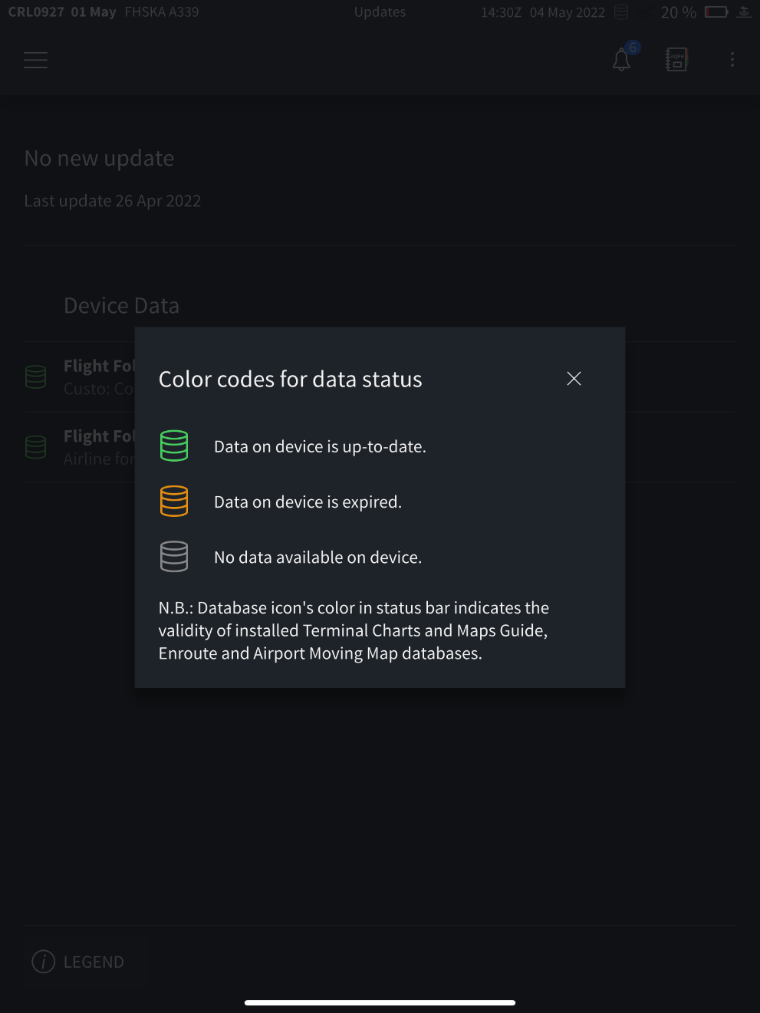 CRL0927 01 May FHSKA A339 Updates 14:30Z 04 May 2022 20 %
6
No new update
Last update 26 Apr 2022
Device Data
Flight Fol
Custo: Co
Flight Fol
Airline for
Color codes for data status
Data on device is up-to-date.
Data on device is expired.
No data available on device.
N.B.: Database icon's color in status bar indicates the
validity of installed Terminal Charts and Maps Guide,
Enroute and Airport Moving Map databases.
LEGEND